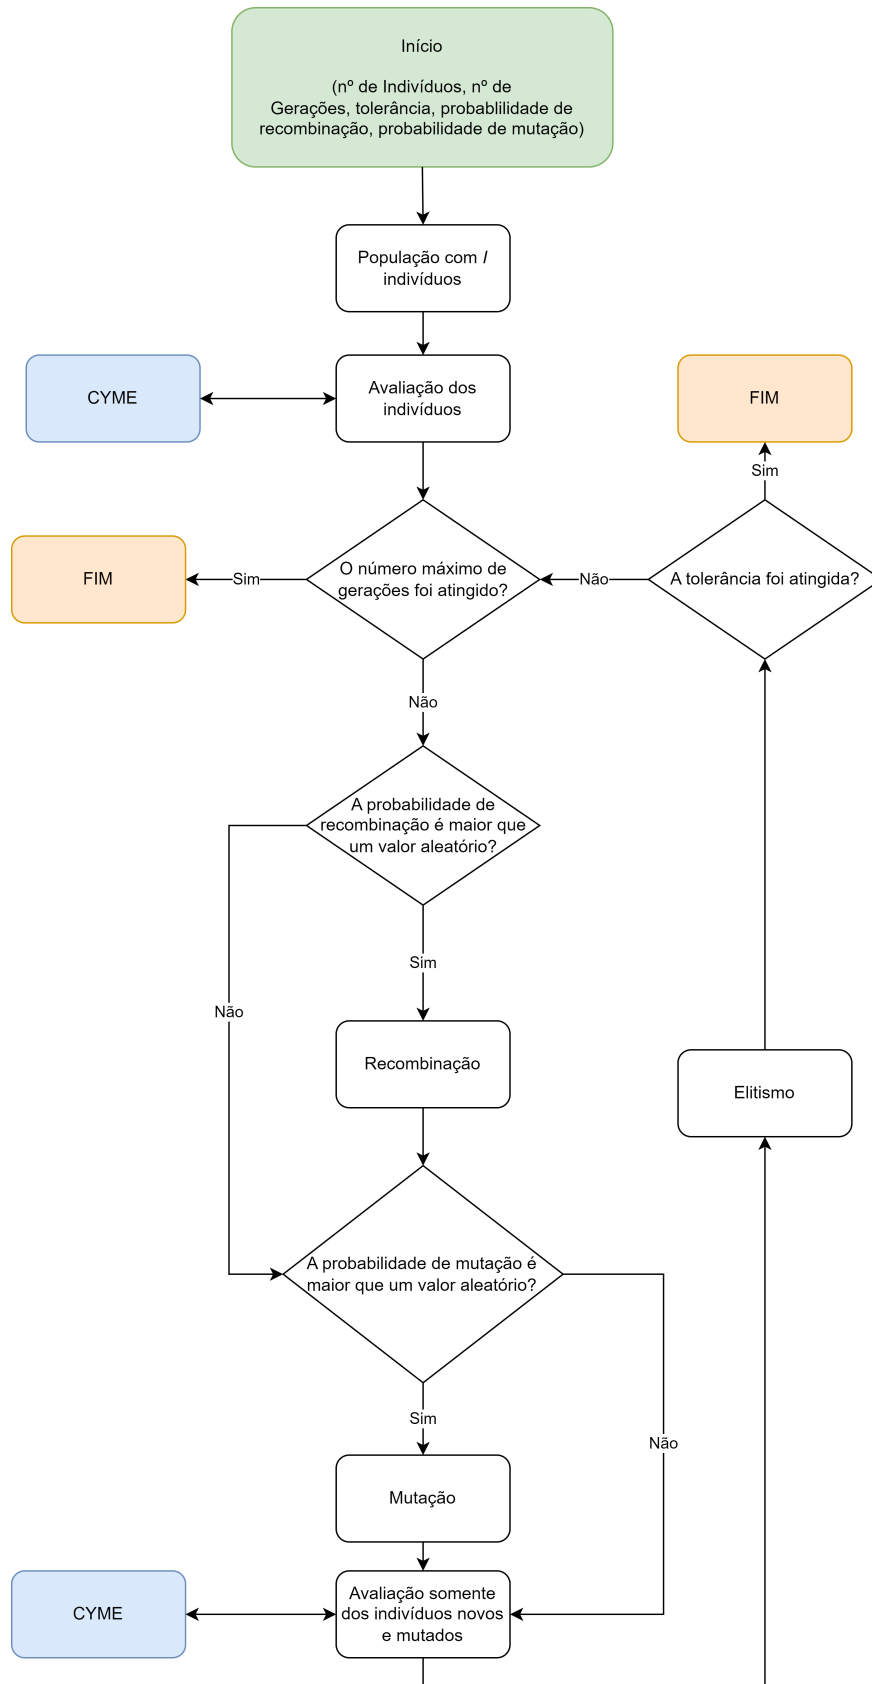 Início
(nº de Indivíduos, nº de
Gerações, tolerância, probablilidade de
recombinação, probabilidade de mutação)
População com I
indivíduos
CYME
Avaliação dos
indivíduos
FIM
Sim
FIM
Sim
O número máximo de
gerações foi atingido?
Não
A tolerância foi atingida?
Não
A probabilidade de
recombinação é maior que
um valor aleatório?
Sim
Não
Recombinação
Elitismo
A probabilidade de mutação é
maior que um valor aleatório?
Sim
Não
Mutação
CYME
Avaliação somente
dos indivíduos novos
e mutados